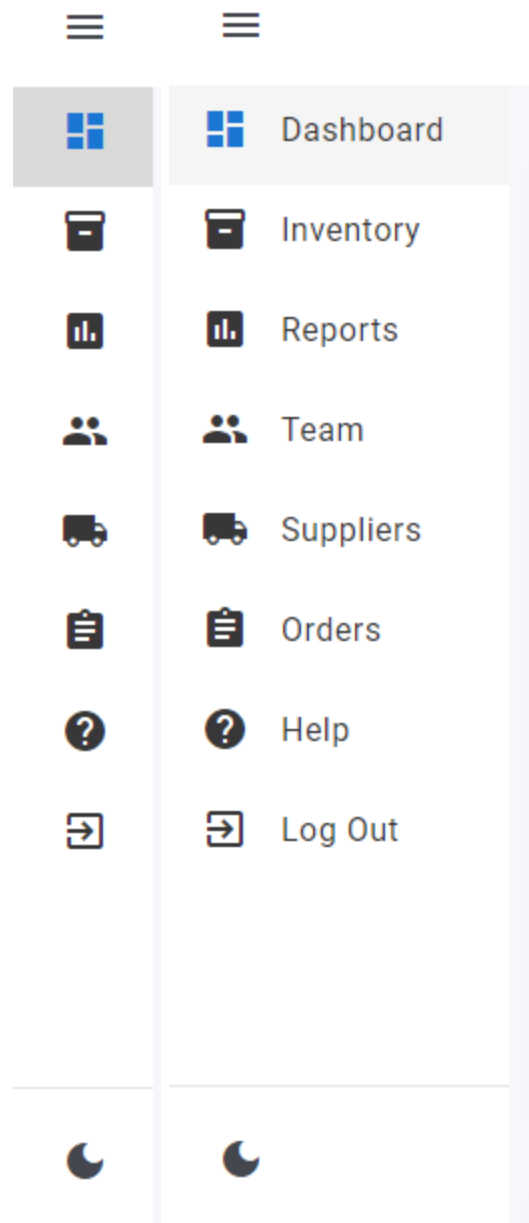 Dashboard
Inventory
Reports
Team
Suppliers
Orders
Help
Log Out